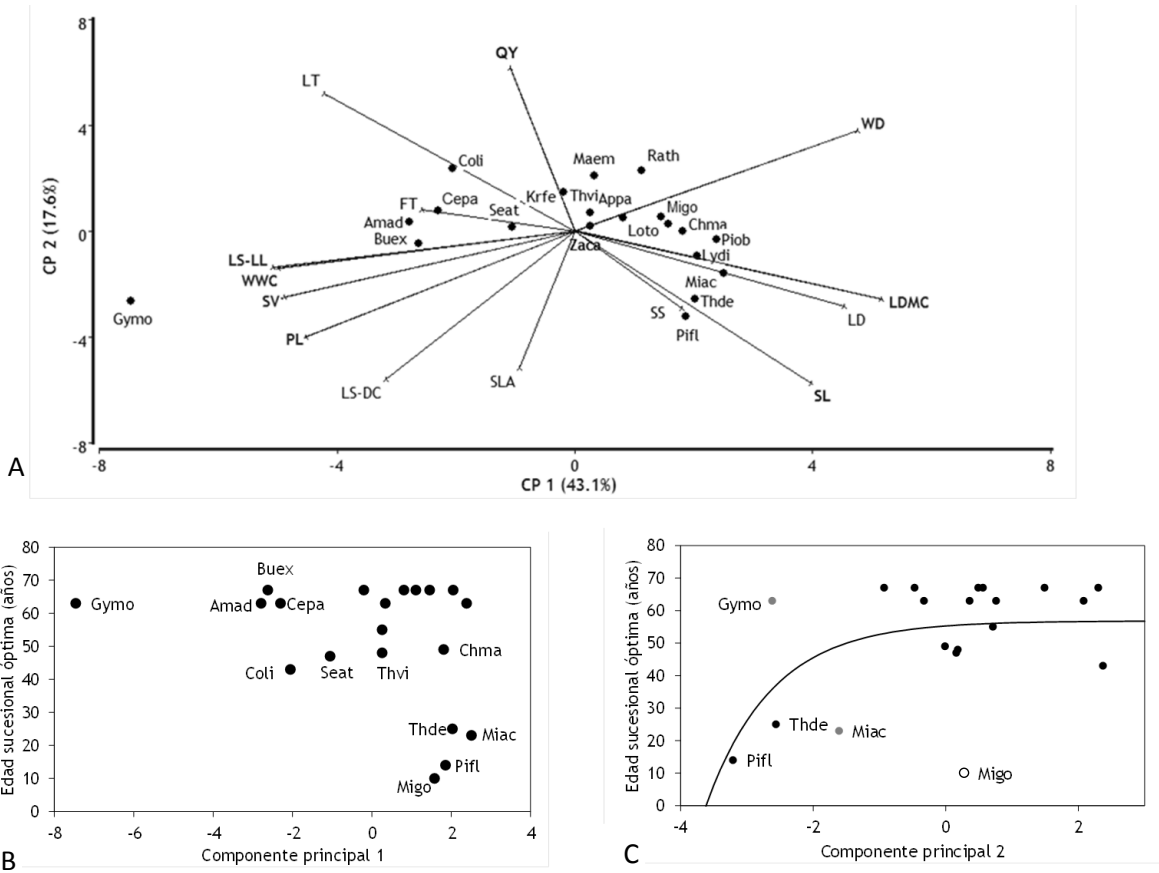 8
QY
LT
WD
4
CP 2 (17.6%)
Coli
Maem
Rath
FT
Cepa
Krfe
Thvi
Appa
Migo
Amad
Seat
Loto
Chma
0
Buex
Zaca
Piob
LS-LL
Lydi
WWC
SV
Miac
LDMC
Gymo
SS
Thde
LD
PL
Pifl
-4
LS-DC
SLA
SL
-8
A
-8
-4
0
4
8
CP 1 (43.1%)
80
70
60
50
40
30
20
10
0
Edad sucesional óptima (años)
Buex
Gymo
Amad
Cepa
Chma
Coli
Seat
Thvi
Thde
Miac
Pifl
Migo
-8
-6
-4
-2
0
2
4
Componente principal 1
B
80
70
60
50
40
30
20
10
0
Edad sucesional óptima (años)
Gymo
Thde
Miac
Pifl
Migo
-4
-2
0
2
Componente principal 2
C